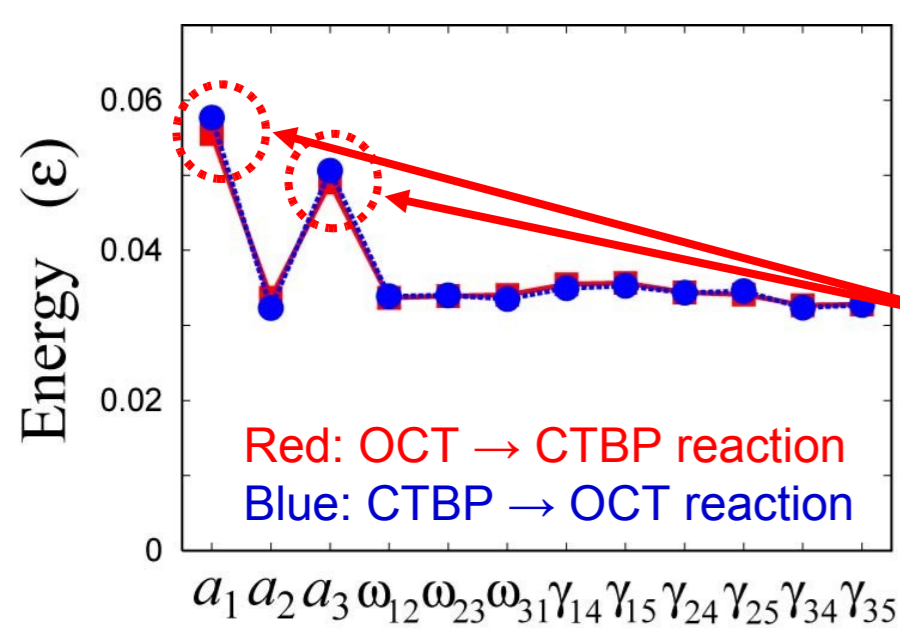 Energy (ε)
0.06
0.04
0.02
0
Red: OCT → CTBP reaction
Blue: CTBP → OCT reaction
a₁ a₂ a₃ ω₁₂ ω₂₃ ω₃₁ γ₁₄ γ₁₅ γ₂₄ γ₂₅ γ₃₄ γ₃₅